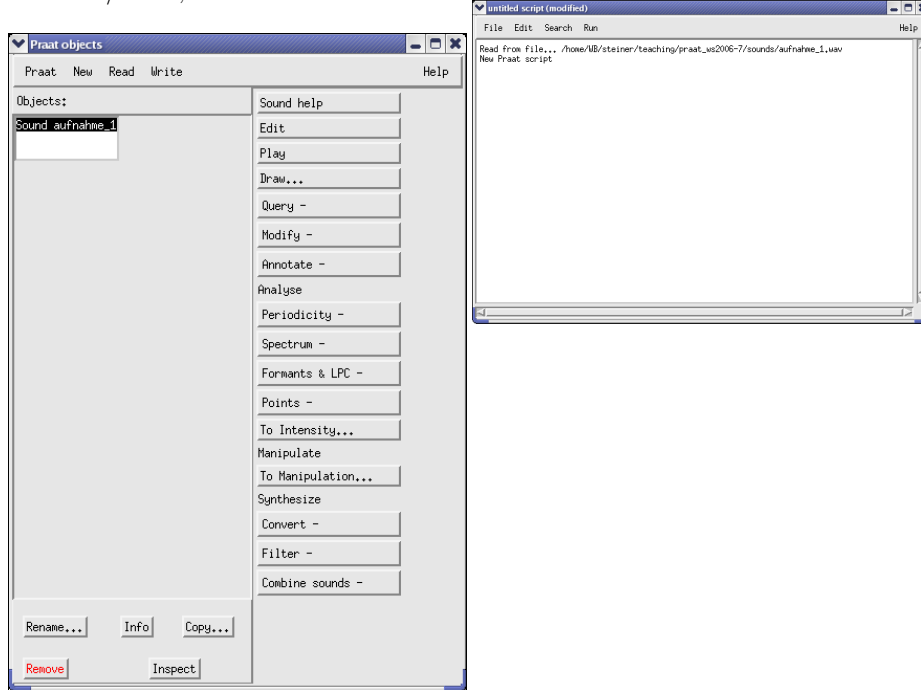 Praat objects
Praat New Read Write Help
Objects:
Sound aufnahme_1
Sound help
Edit
Play
Draw...
Query -
Modify -
Annotate -
Analyse
Periodicity -
Spectrum -
Formants & LPC -
Points -
To Intensity...
Manipulate
To Manipulation...
Synthesize
Convert -
Filter -
Combine sounds -
Rename... Info Copy...
Remove Inspect
untitled script (modified)
File Edit Search Run Help
Read from file... /home/WB/steiner/teaching/praat_ws2006-7/sounds/aufnahme_1.wav
New Praat script